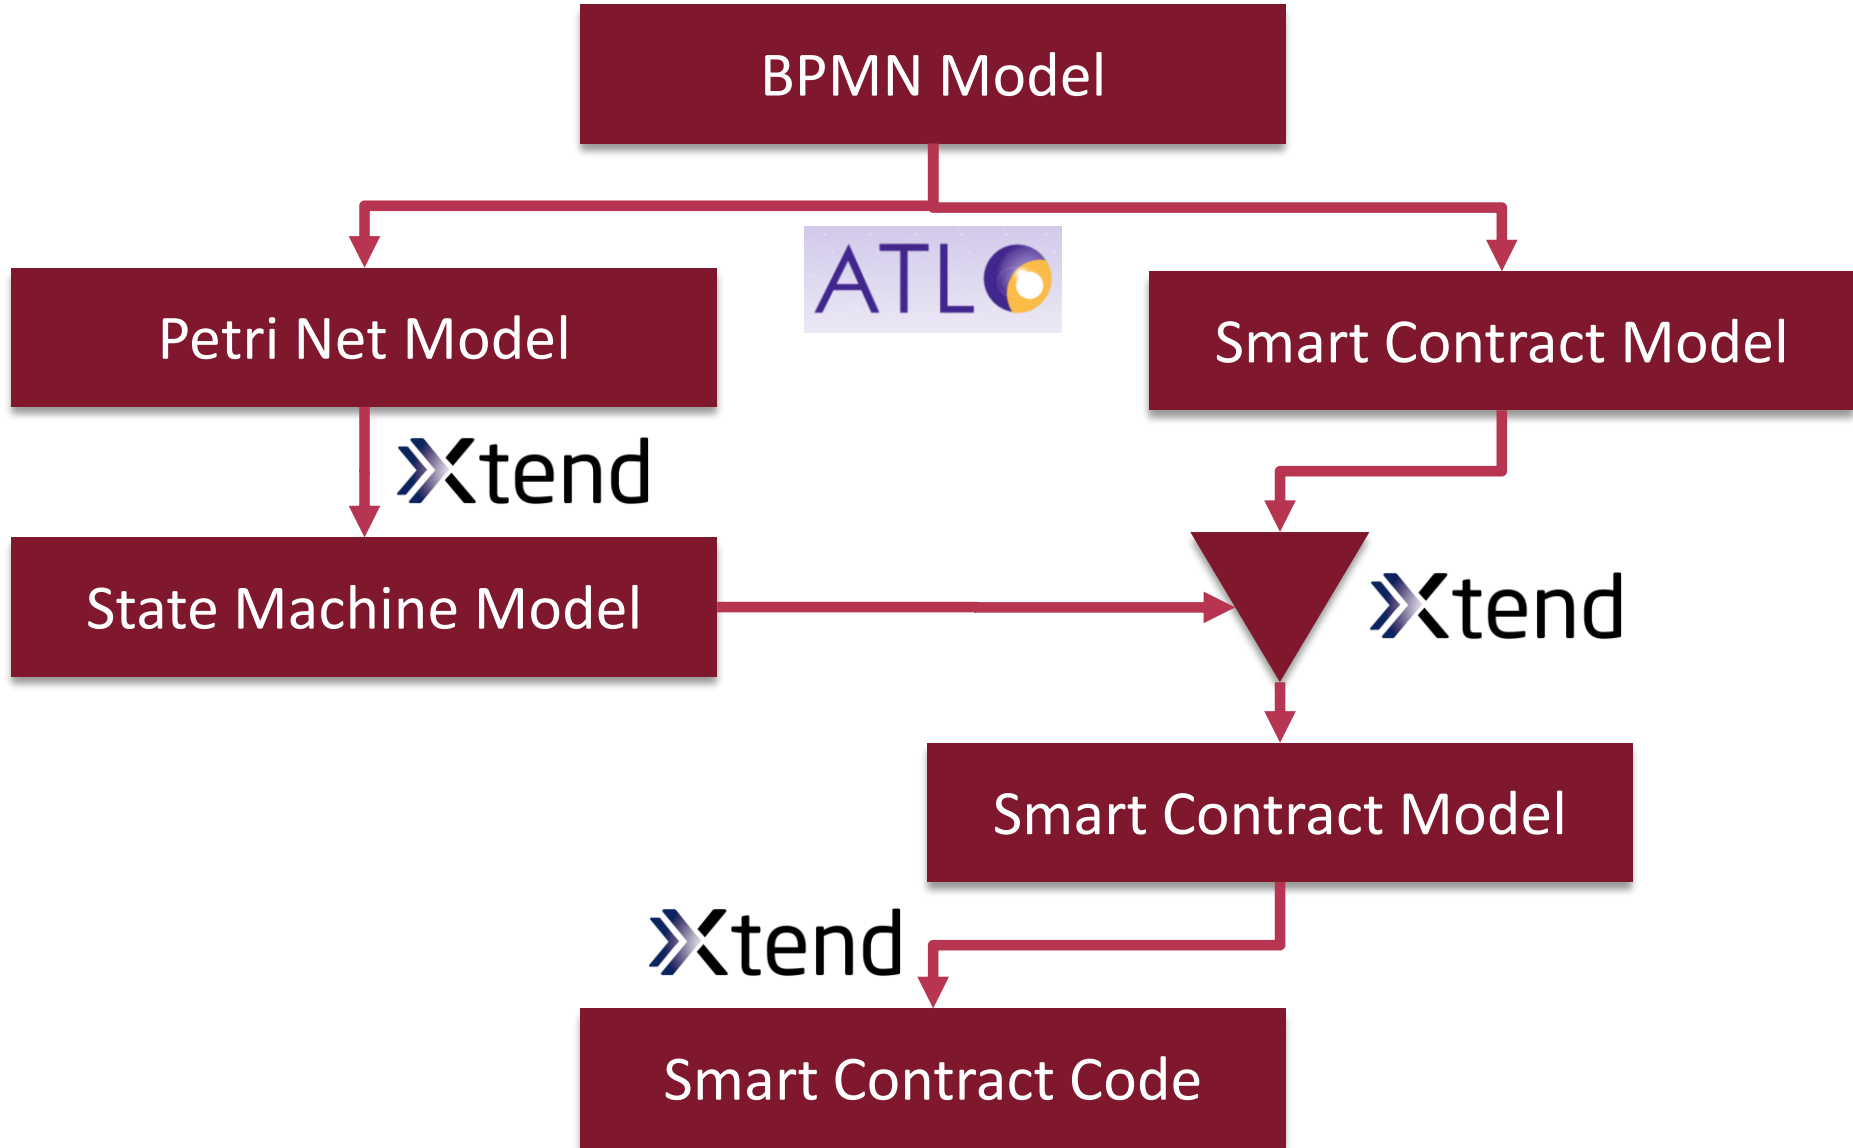 BPMN Model
ATL
Petri Net Model
Smart Contract Model
Xtend
State Machine Model
Xtend
Smart Contract Model
Xtend
Smart Contract Code